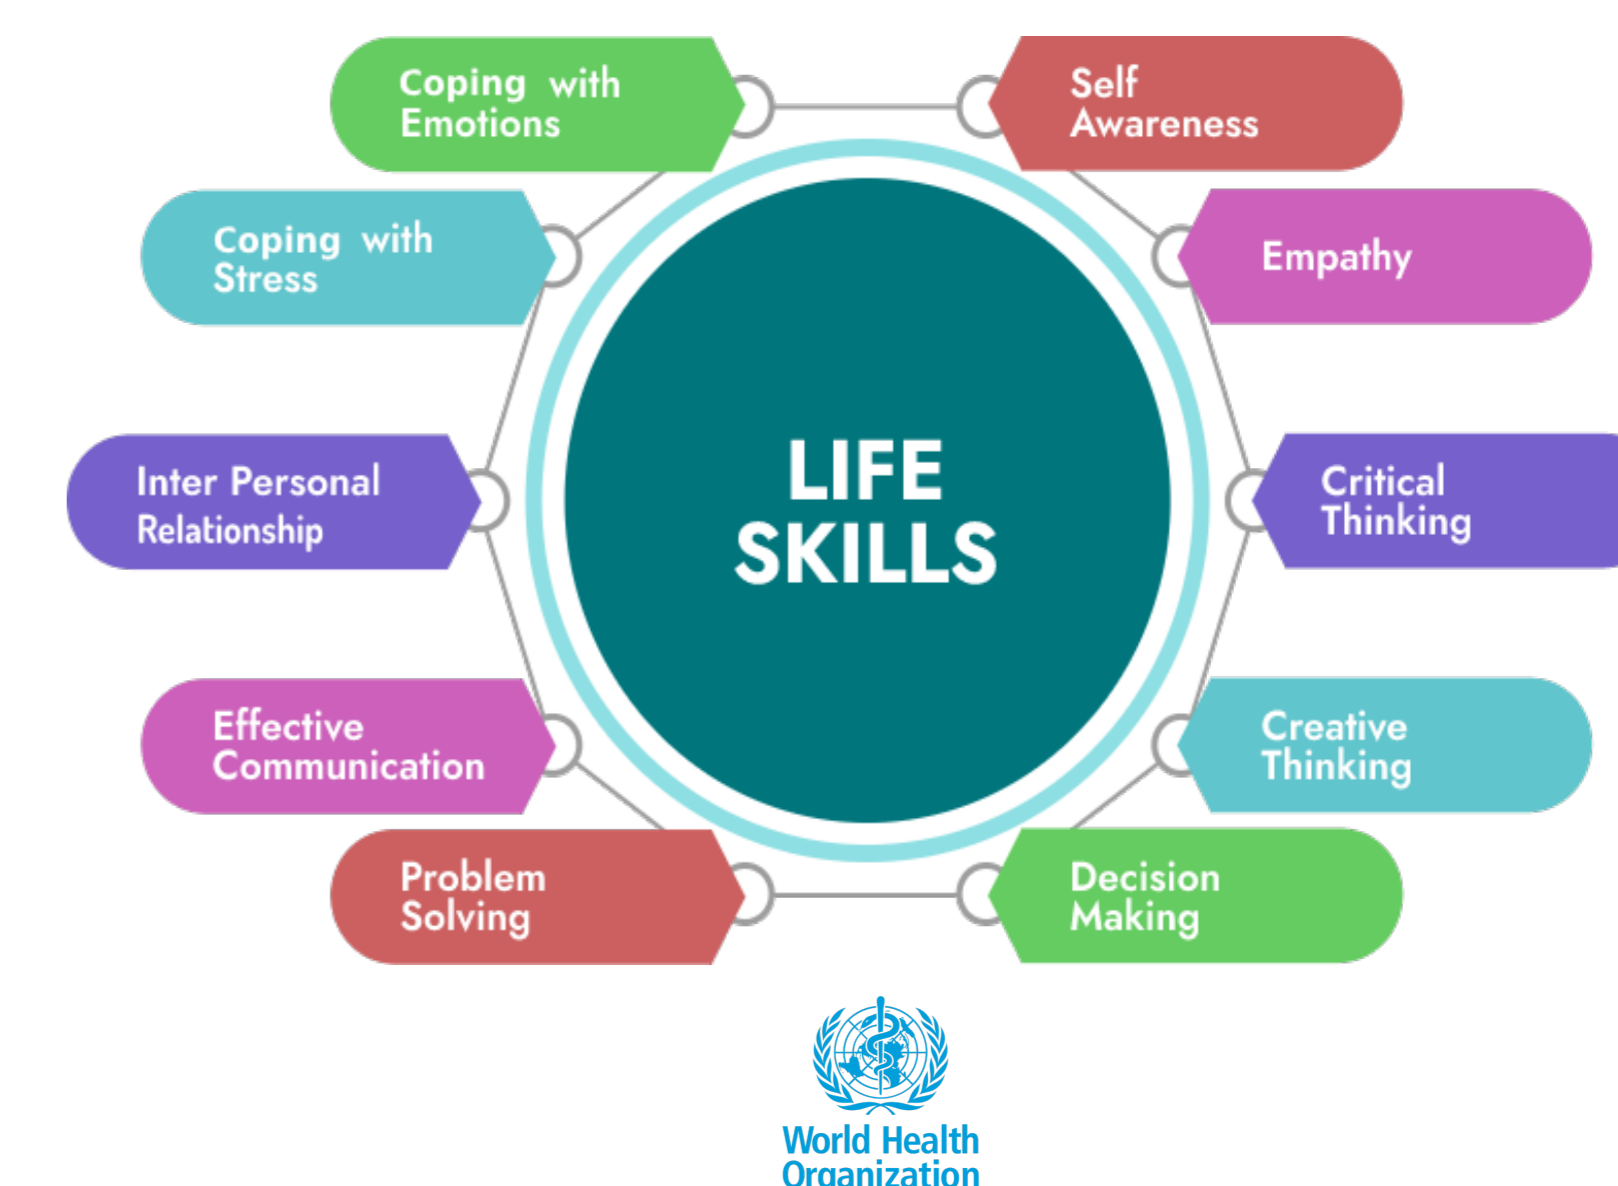 Coping with
Emotions
Self
Awareness
Coping with
Stress
Empathy
Inter Personal
Relationship
LIFE
SKILLS
Critical
Thinking
Effective
Communication
Creative
Thinking
Problem
Solving
Decision
Making
World Health
Organization